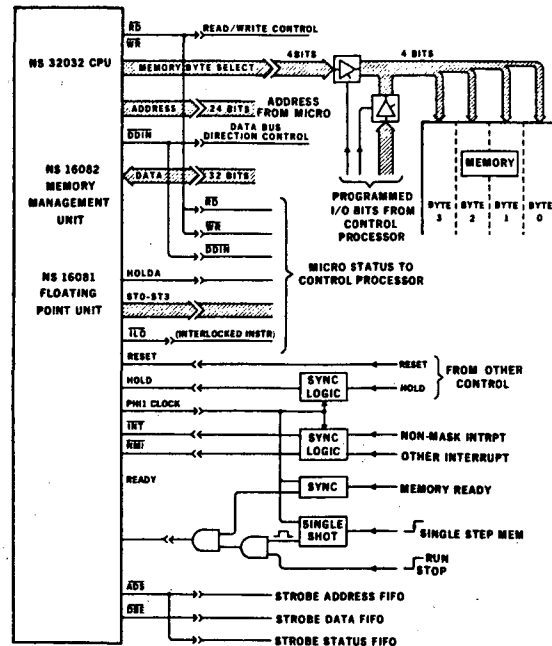 RD
READ/WRITE CONTROL
WR
NS 32032 CPU
MEMORY BYTE SELECT
4 BITS
4 BITS
ADDRESS
24 BITS
ADDRESS
FROM MICRO
DDIN
DATA BUS
DIRECTION CONTROL
NS 16082
MEMORY
MANAGEMENT
UNIT
DATA
32 BITS
PROGRAMMED
I/O BITS FROM
CONTROL
PROCESSOR
MEMORY
BYTE
3
BYTE
2
BYTE
1
BYTE
0
RD
WR
DDIN
MICRO STATUS TO
CONTROL PROCESSOR
NS 16081
FLOATING
POINT UNIT
HOLDA
ST0-ST3
ILO
(INTERLOCKED INSTR)
RESET
RESET
FROM OTHER
CONTROL
HOLD
SYNC
LOGIC
HOLD
PHI1 CLOCK
INT
SYNC
LOGIC
NON-MASK INTRPT
NMI
OTHER INTERRUPT
READY
SYNC
MEMORY READY
SINGLE
SHOT
SINGLE STEP MEM
RUN
STOP
ADS
STROBE ADDRESS FIFO
DBE
STROBE DATA FIFO
STROBE STATUS FIFO